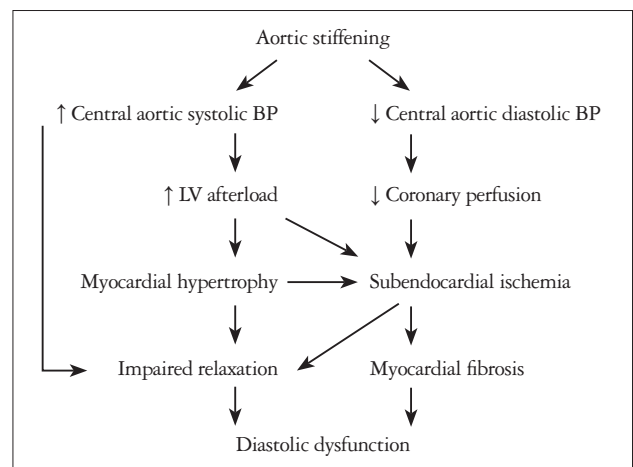 Aortic stiffening
↑ Central aortic systolic BP
↓ Central aortic diastolic BP
↑ LV afterload
↓ Coronary perfusion
Myocardial hypertrophy
Subendocardial ischemia
Impaired relaxation
Myocardial fibrosis
Diastolic dysfunction